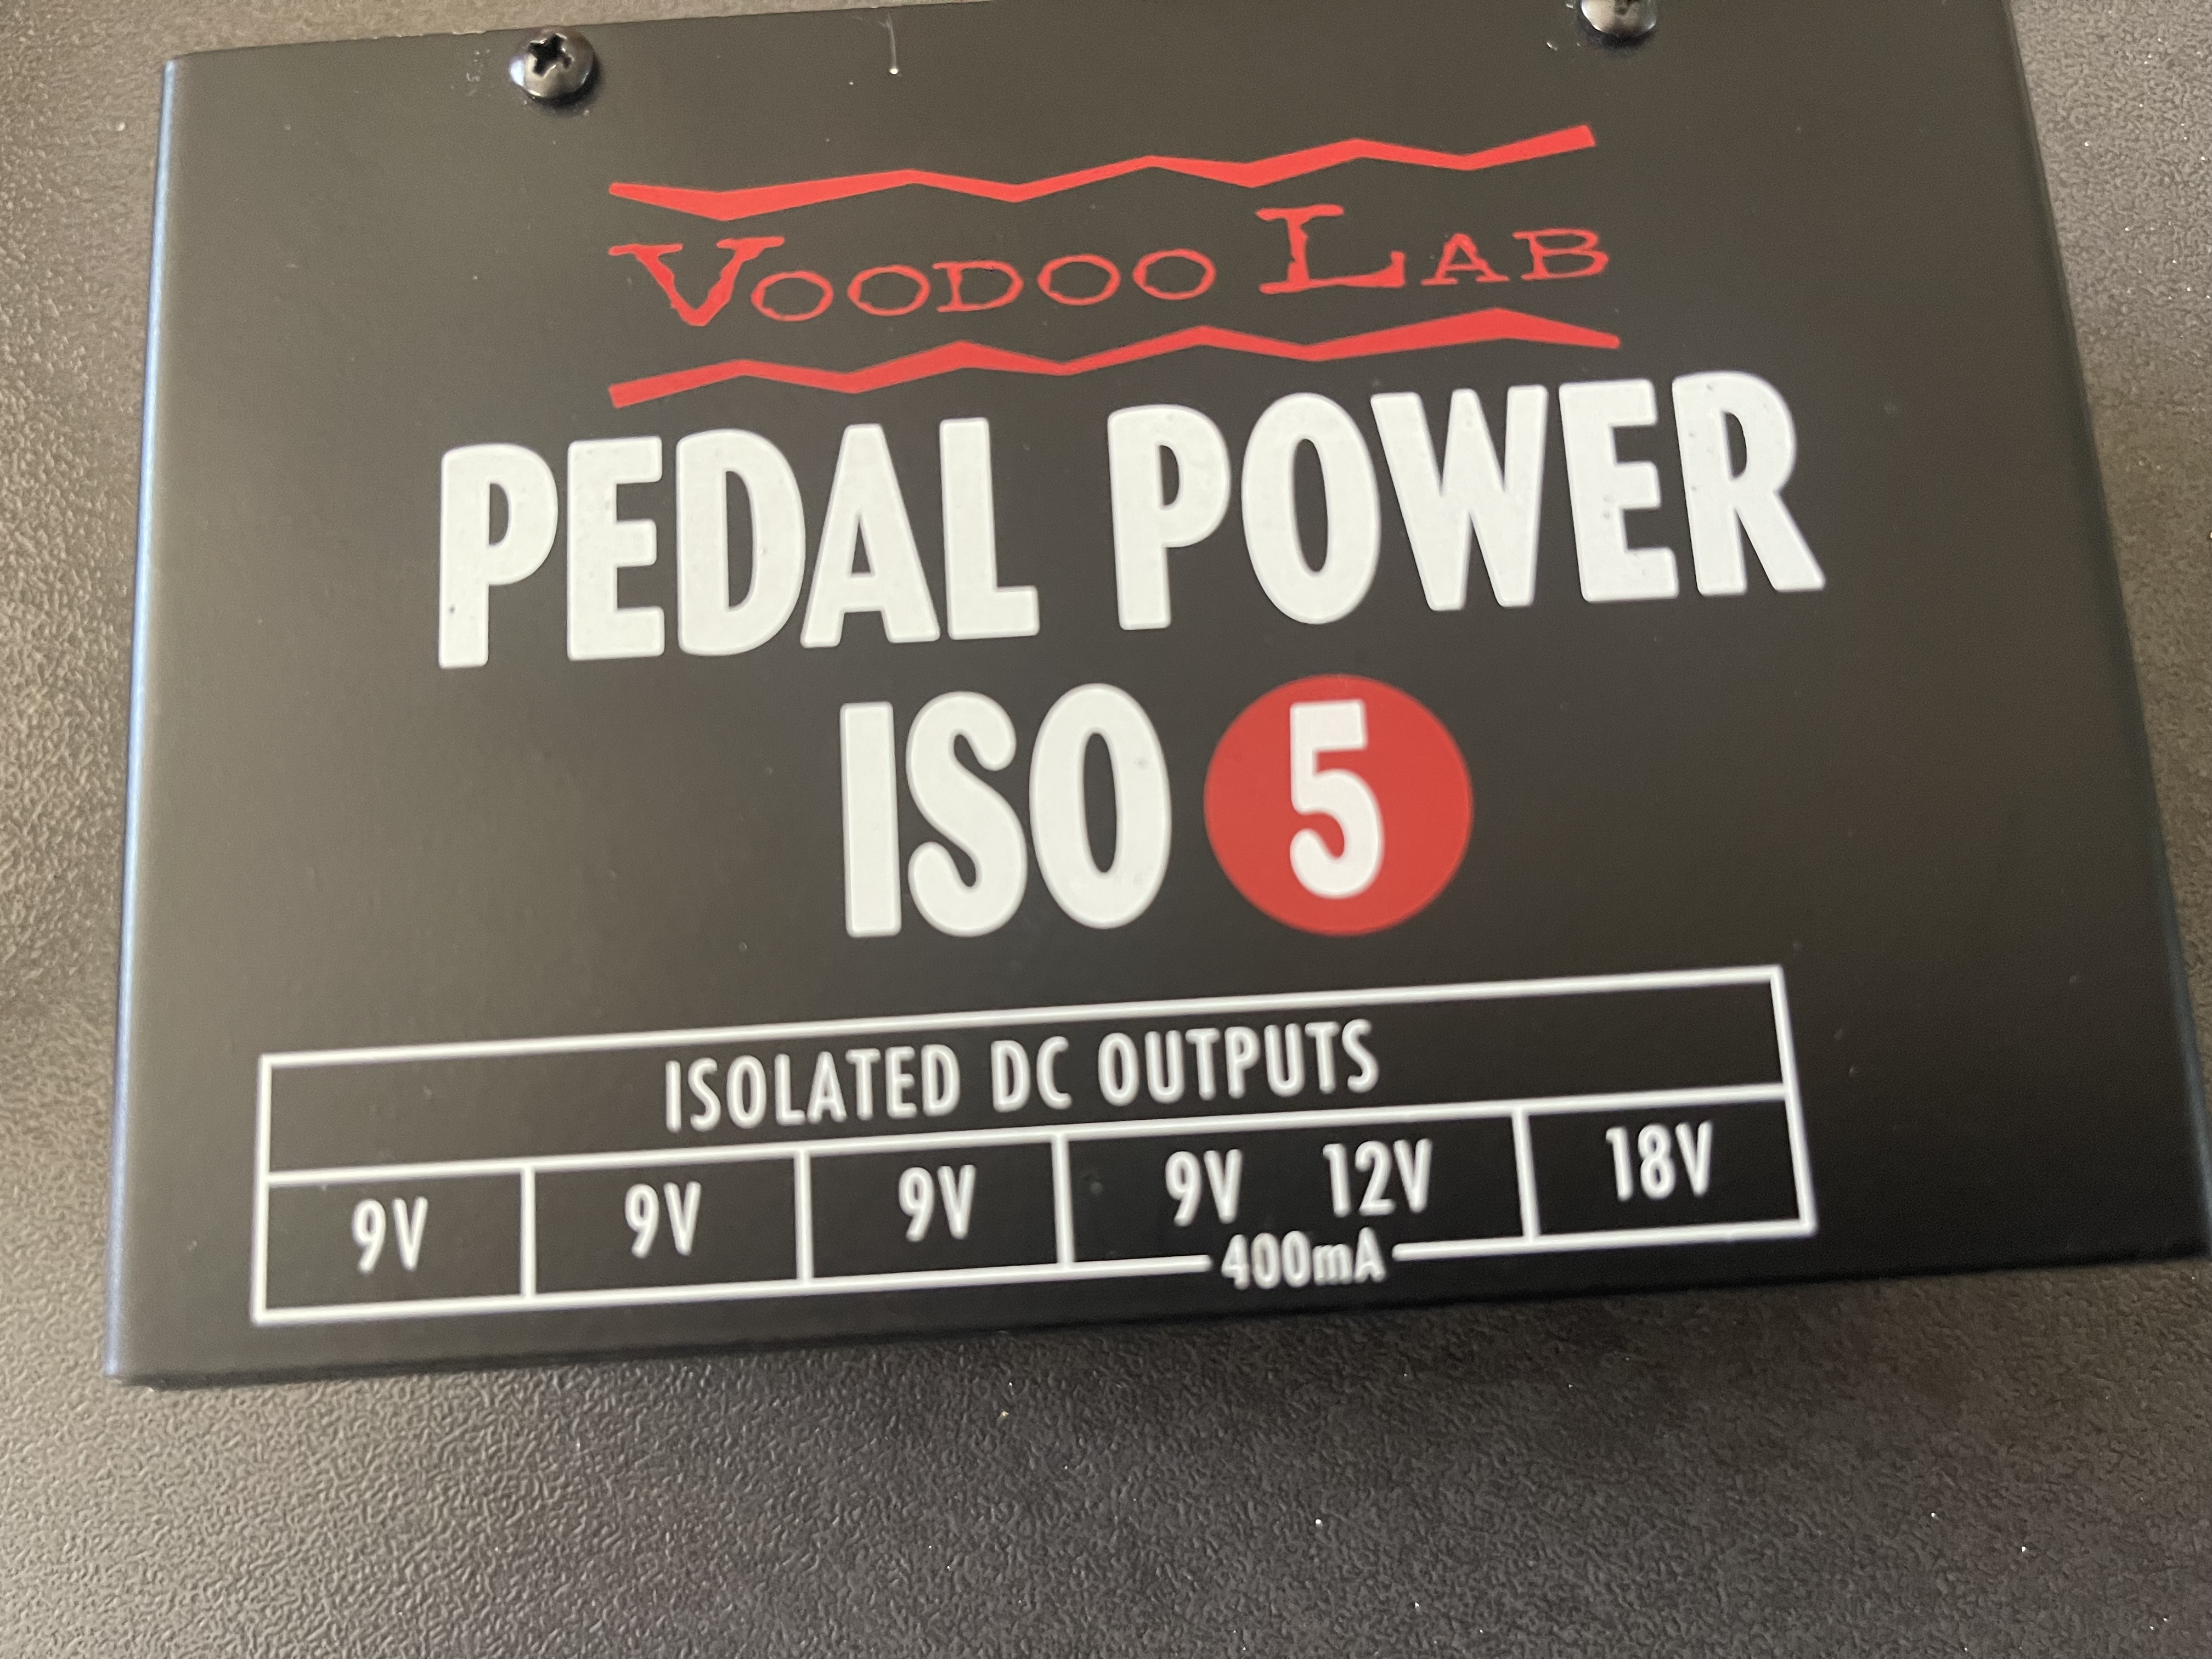 VOODOO LAB
PEDAL POWER
ISO 5
ISOLATED DC OUTPUTS
9V 9V 9V 9V 12V 18V
400mA